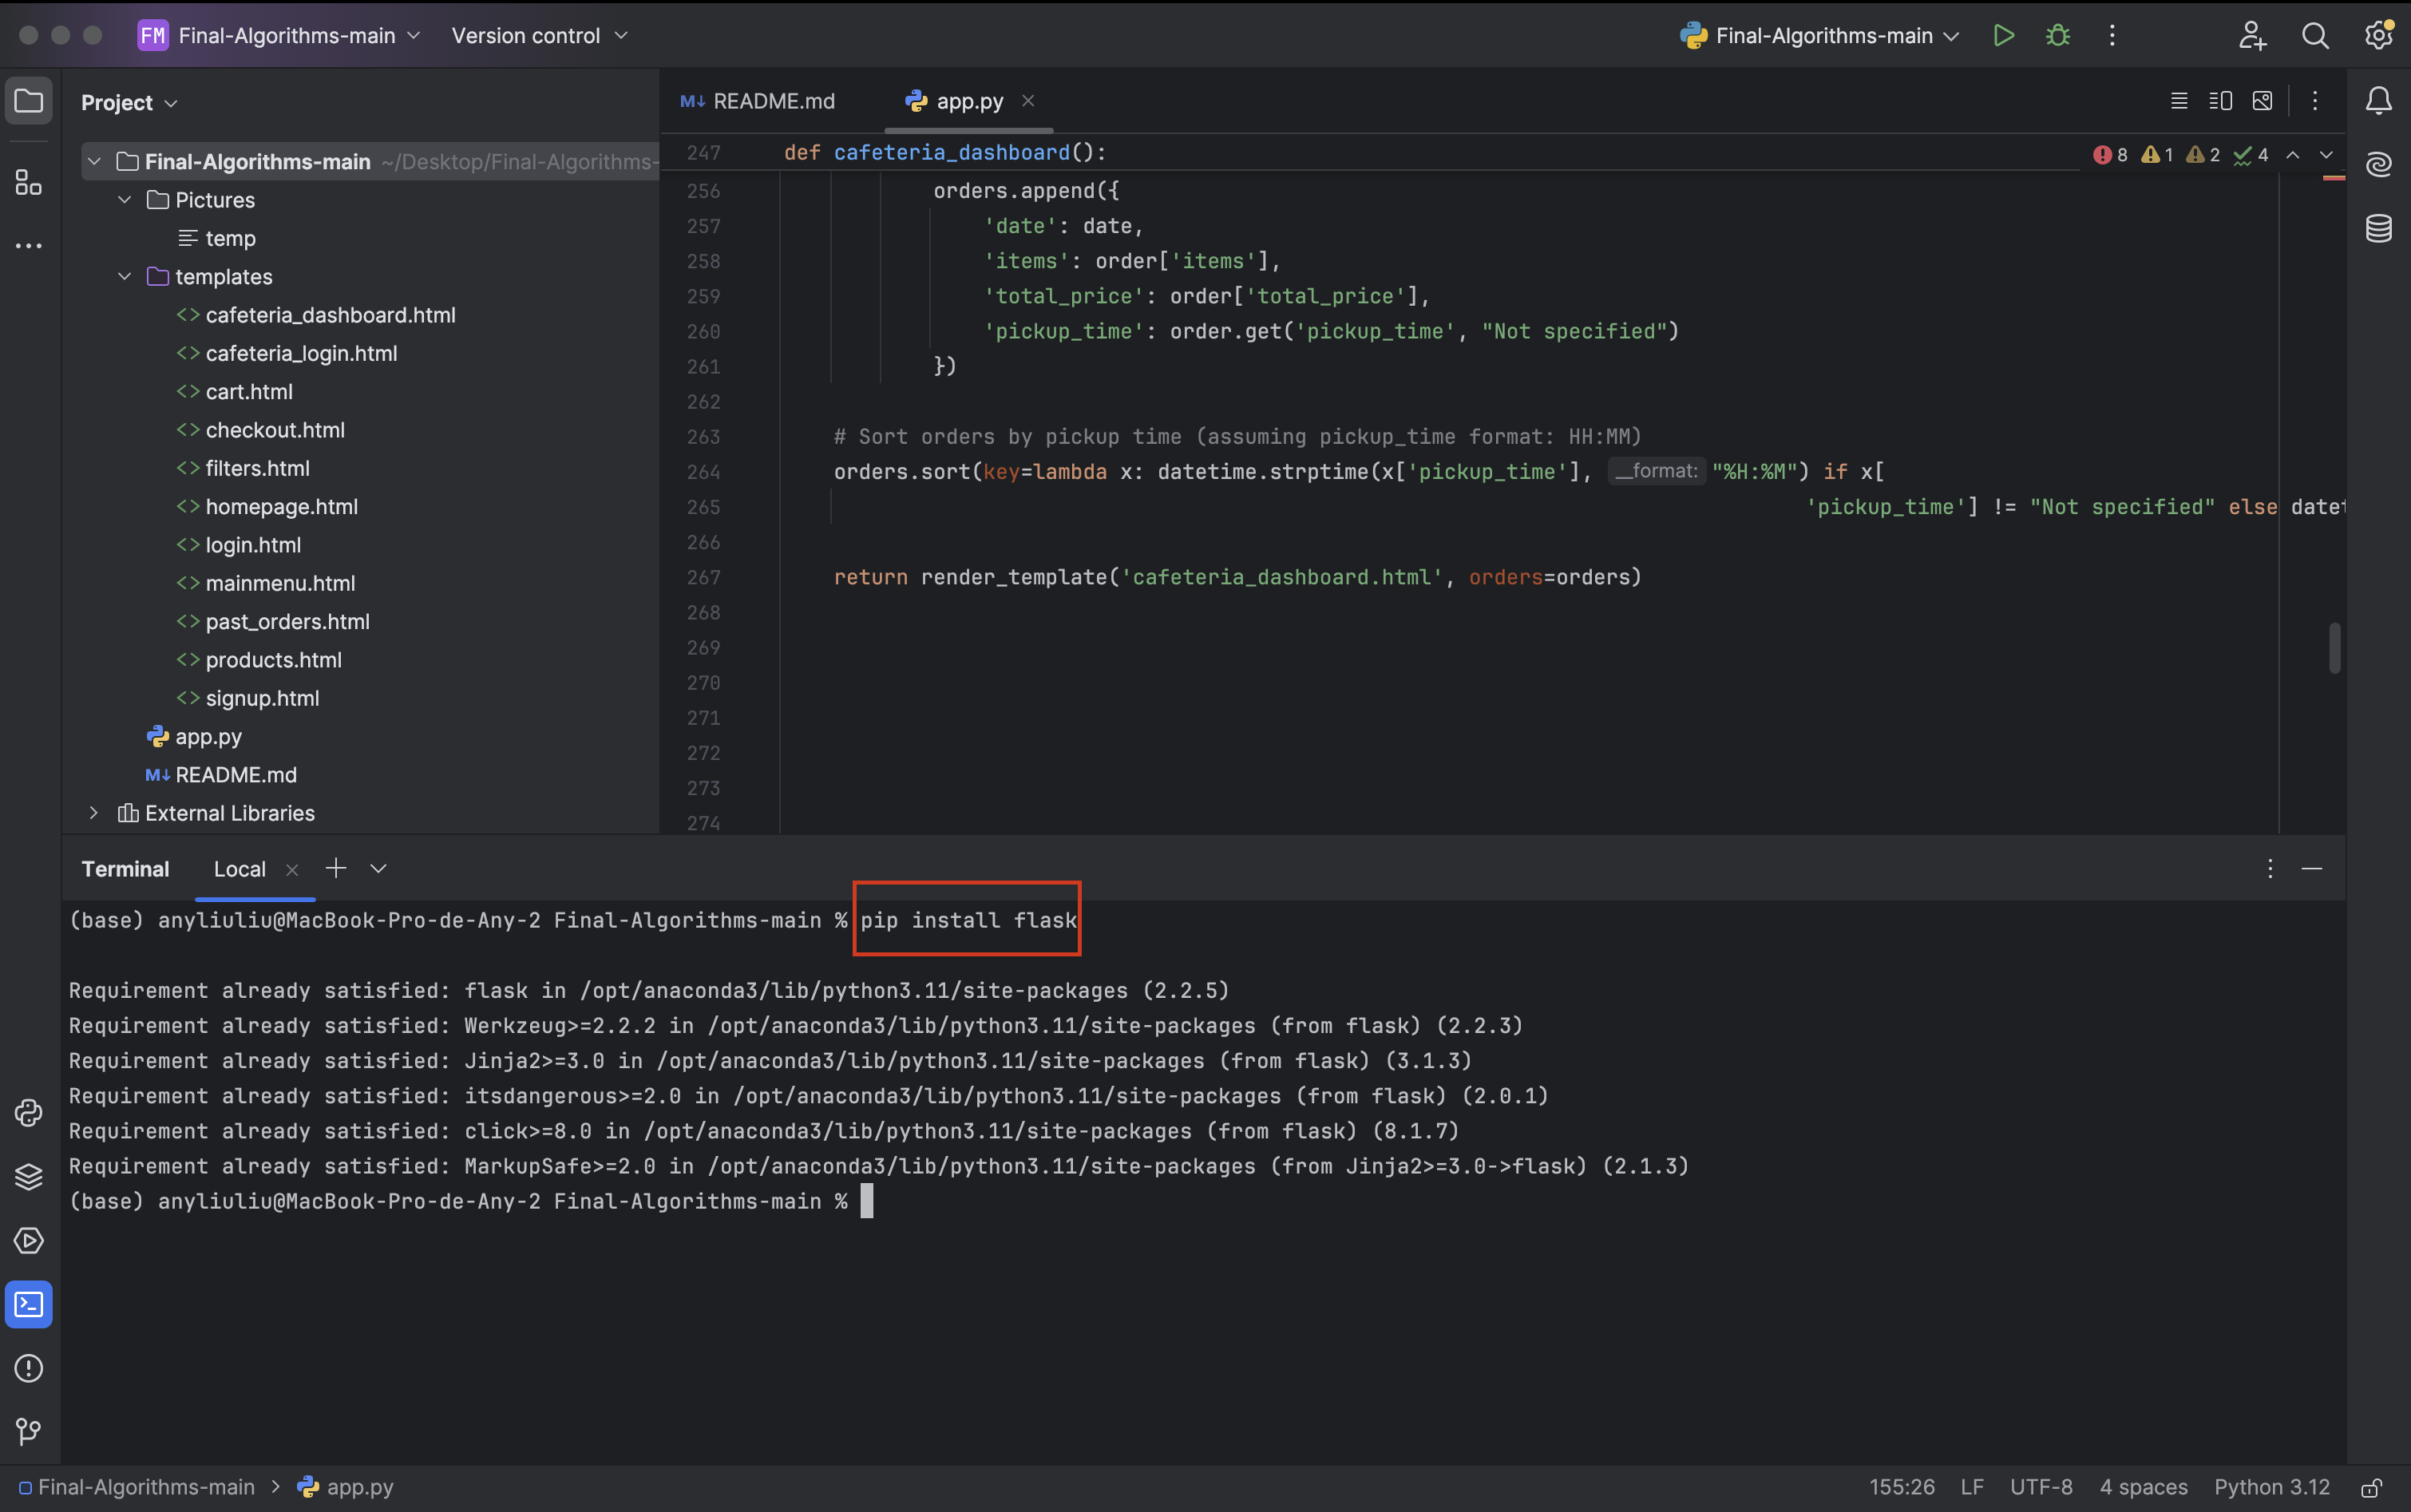 FM Final-Algorithms-main Version control Final-Algorithms-main
Project
Final-Algorithms-main ~/Desktop/Final-Algorithms-
Pictures
temp
templates
cafeteria_dashboard.html
cafeteria_login.html
cart.html
checkout.html
filters.html
homepage.html
login.html
mainmenu.html
past_orders.html
products.html
signup.html
app.py
M↓ README.md
External Libraries
M↓ README.md app.py
8 1 2 4
247 def cafeteria_dashboard():
256 orders.append({
257 'date': date,
258 'items': order['items'],
259 'total_price': order['total_price'],
260 'pickup_time': order.get('pickup_time', "Not specified")
261 })
262
263 # Sort orders by pickup time (assuming pickup_time format: HH:MM)
264 orders.sort(key=lambda x: datetime.strptime(x['pickup_time'], __format: "%H:%M") if x[
265 'pickup_time'] != "Not specified" else datet
266
267 return render_template('cafeteria_dashboard.html', orders=orders)
268
269
270
271
272
273
274
Terminal Local
(base) anyliuliu@MacBook-Pro-de-Any-2 Final-Algorithms-main % pip install flask
Requirement already satisfied: flask in /opt/anaconda3/lib/python3.11/site-packages (2.2.5)
Requirement already satisfied: Werkzeug>=2.2.2 in /opt/anaconda3/lib/python3.11/site-packages (from flask) (2.2.3)
Requirement already satisfied: Jinja2>=3.0 in /opt/anaconda3/lib/python3.11/site-packages (from flask) (3.1.3)
Requirement already satisfied: itsdangerous>=2.0 in /opt/anaconda3/lib/python3.11/site-packages (from flask) (2.0.1)
Requirement already satisfied: click>=8.0 in /opt/anaconda3/lib/python3.11/site-packages (from flask) (8.1.7)
Requirement already satisfied: MarkupSafe>=2.0 in /opt/anaconda3/lib/python3.11/site-packages (from Jinja2>=3.0->flask) (2.1.3)
(base) anyliuliu@MacBook-Pro-de-Any-2 Final-Algorithms-main %
Final-Algorithms-main > app.py 155:26 LF UTF-8 4 spaces Python 3.12